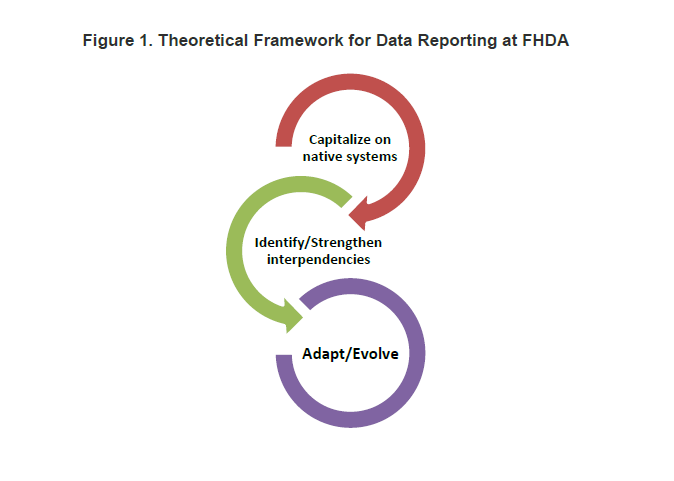 Figure 1. Theoretical Framework for Data Reporting at FHDA
Capitalize on
native systems
Identify/Strengthen
interpendencies
Adapt/Evolve